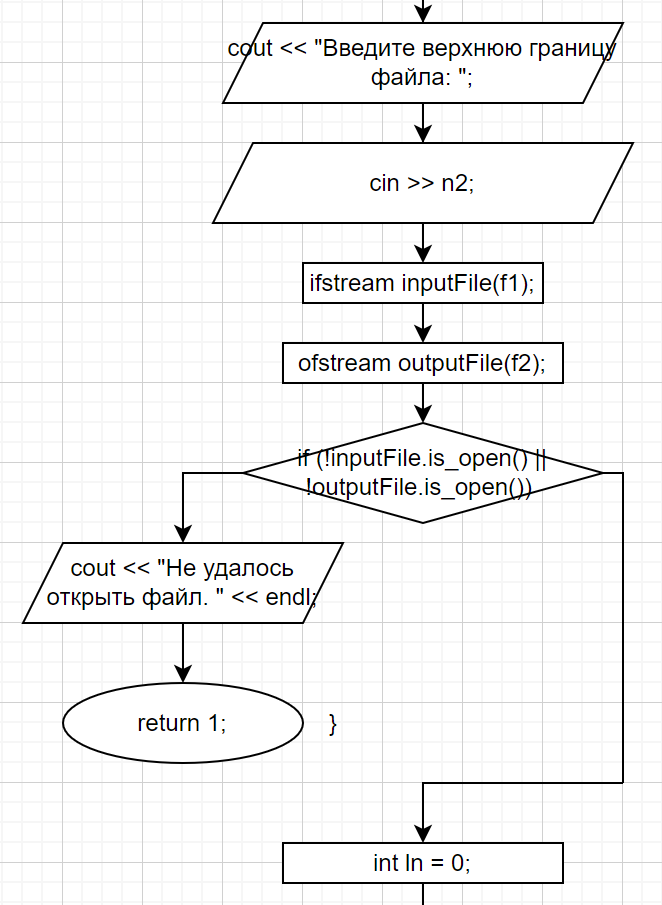 cout << "Введите верхнюю границу
файла: ";
cin >> n2;
ifstream inputFile(f1);
ofstream outputFile(f2);
if (!inputFile.is_open() ||
!outputFile.is_open())
cout << "Не удалось
открыть файл. " << endl;
return 1;
}
int ln = 0;